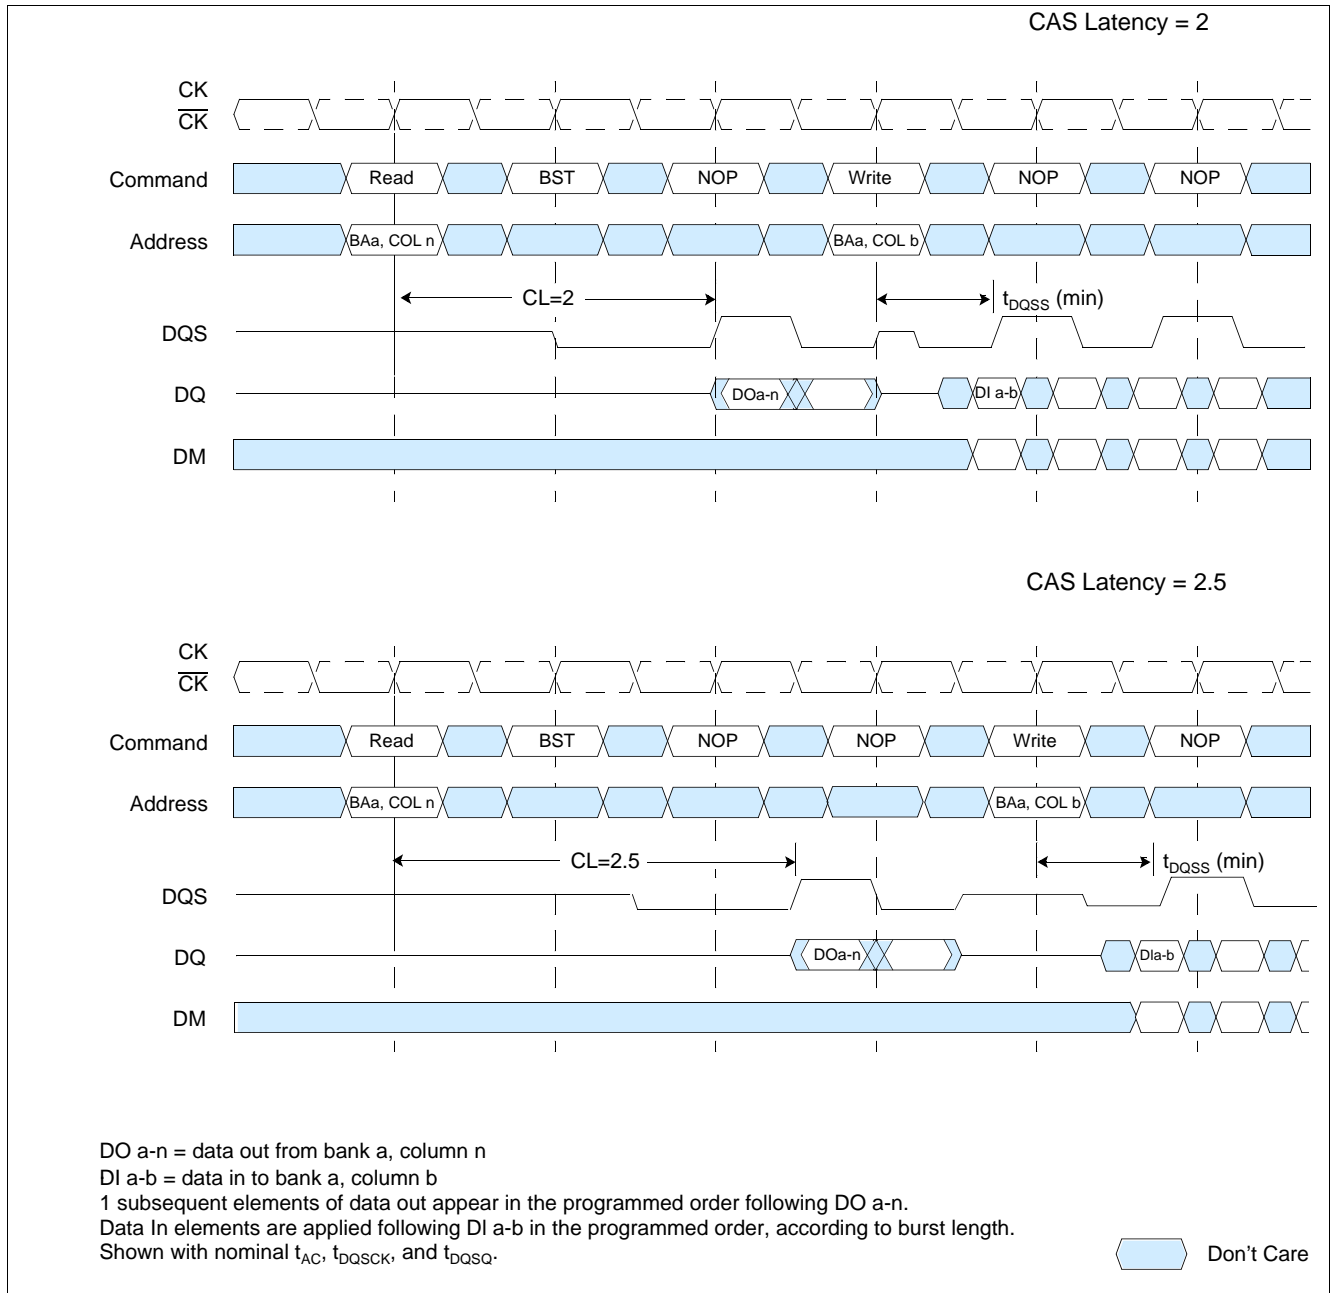 CAS Latency = 2
CK
CK
Command Read BST NOP Write NOP NOP
Address BAa, COL n BAa, COL b
CL=2 tDQSS (min)
DQS
DQ DOa-n DI a-b
DM
CAS Latency = 2.5
CK
CK
Command Read BST NOP NOP Write NOP
Address BAa, COL n BAa, COL b
CL=2.5 tDQSS (min)
DQS
DQ DOa-n DIa-b
DM
DO a-n = data out from bank a, column n
DI a-b = data in to bank a, column b
1 subsequent elements of data out appear in the programmed order following DO a-n.
Data In elements are applied following DI a-b in the programmed order, according to burst length.
Shown with nominal tAC, tDQSCK, and tDQSQ.
Don't Care